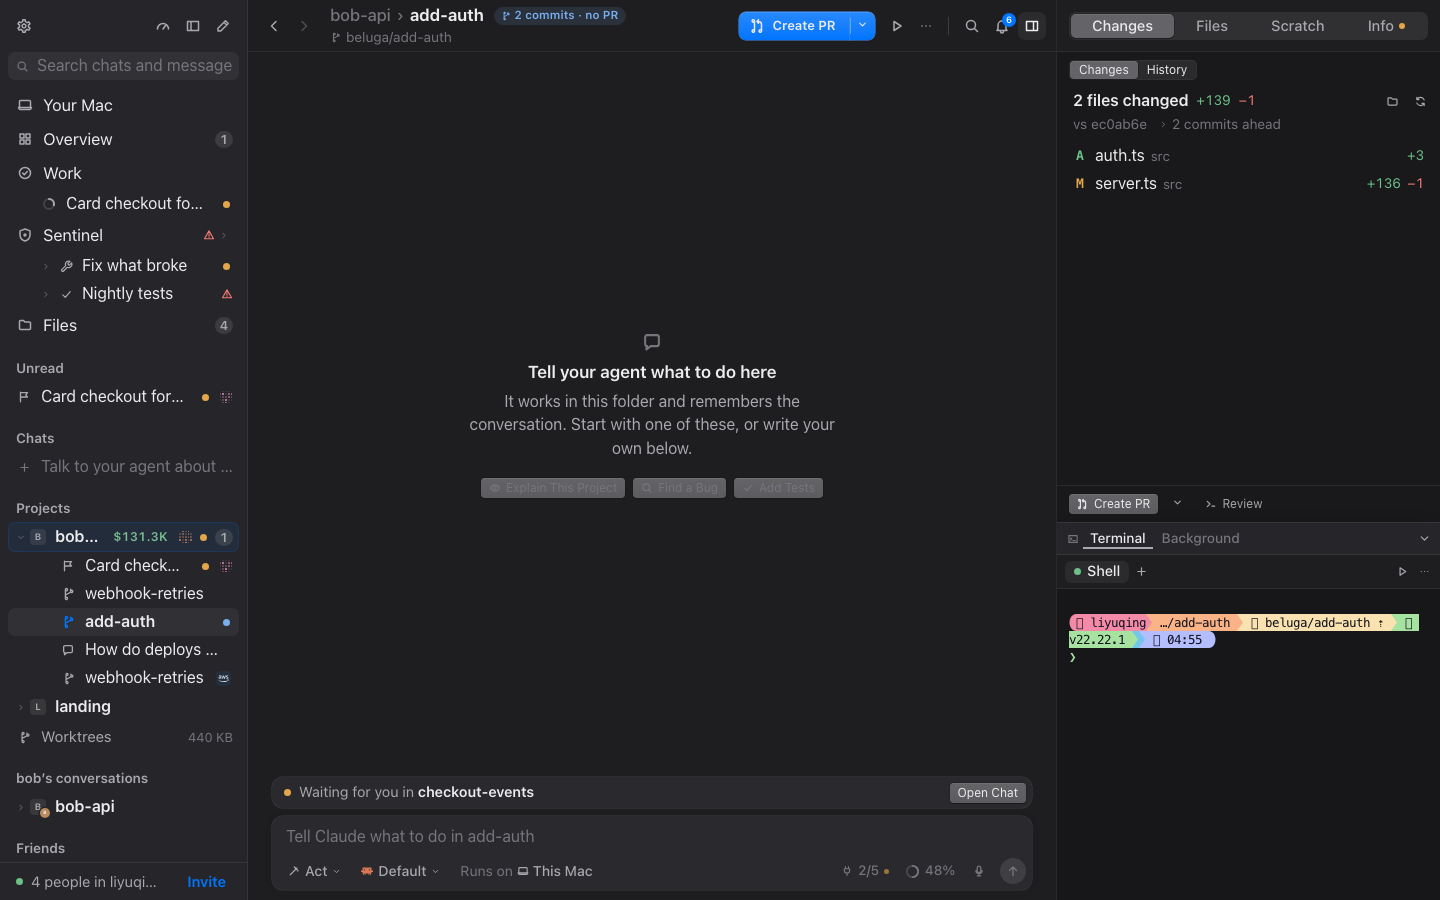 Search chats and message
Your Mac
Overview 1
Work
Card checkout fo...
Sentinel
Fix what broke
Nightly tests
Files 4
Unread
Card checkout for...
Chats
Talk to your agent about ...
Projects
B bob... $131.3K 1
Card check...
webhook-retries
add-auth
How do deploys ...
webhook-retries aws
L landing
Worktrees 440 KB
bob's conversations
B bob-api
Friends
4 people in liyuqi... Invite
bob-api › add-auth 2 commits · no PR
beluga/add-auth
Create PR
6
Tell your agent what to do here
It works in this folder and remembers the
conversation. Start with one of these, or write your
own below.
Explain This Project Find a Bug Add Tests
Waiting for you in checkout-events Open Chat
Tell Claude what to do in add-auth
Act Default Runs on This Mac 2/5 48%
Changes Files Scratch Info
Changes History
2 files changed +139 −1
vs ec0ab6e › 2 commits ahead
A auth.ts src +3
M server.ts src +136 −1
Create PR Review
Terminal Background
Shell +
liyuqing …/add-auth beluga/add-auth ⇡
v22.22.1 04:55
❯